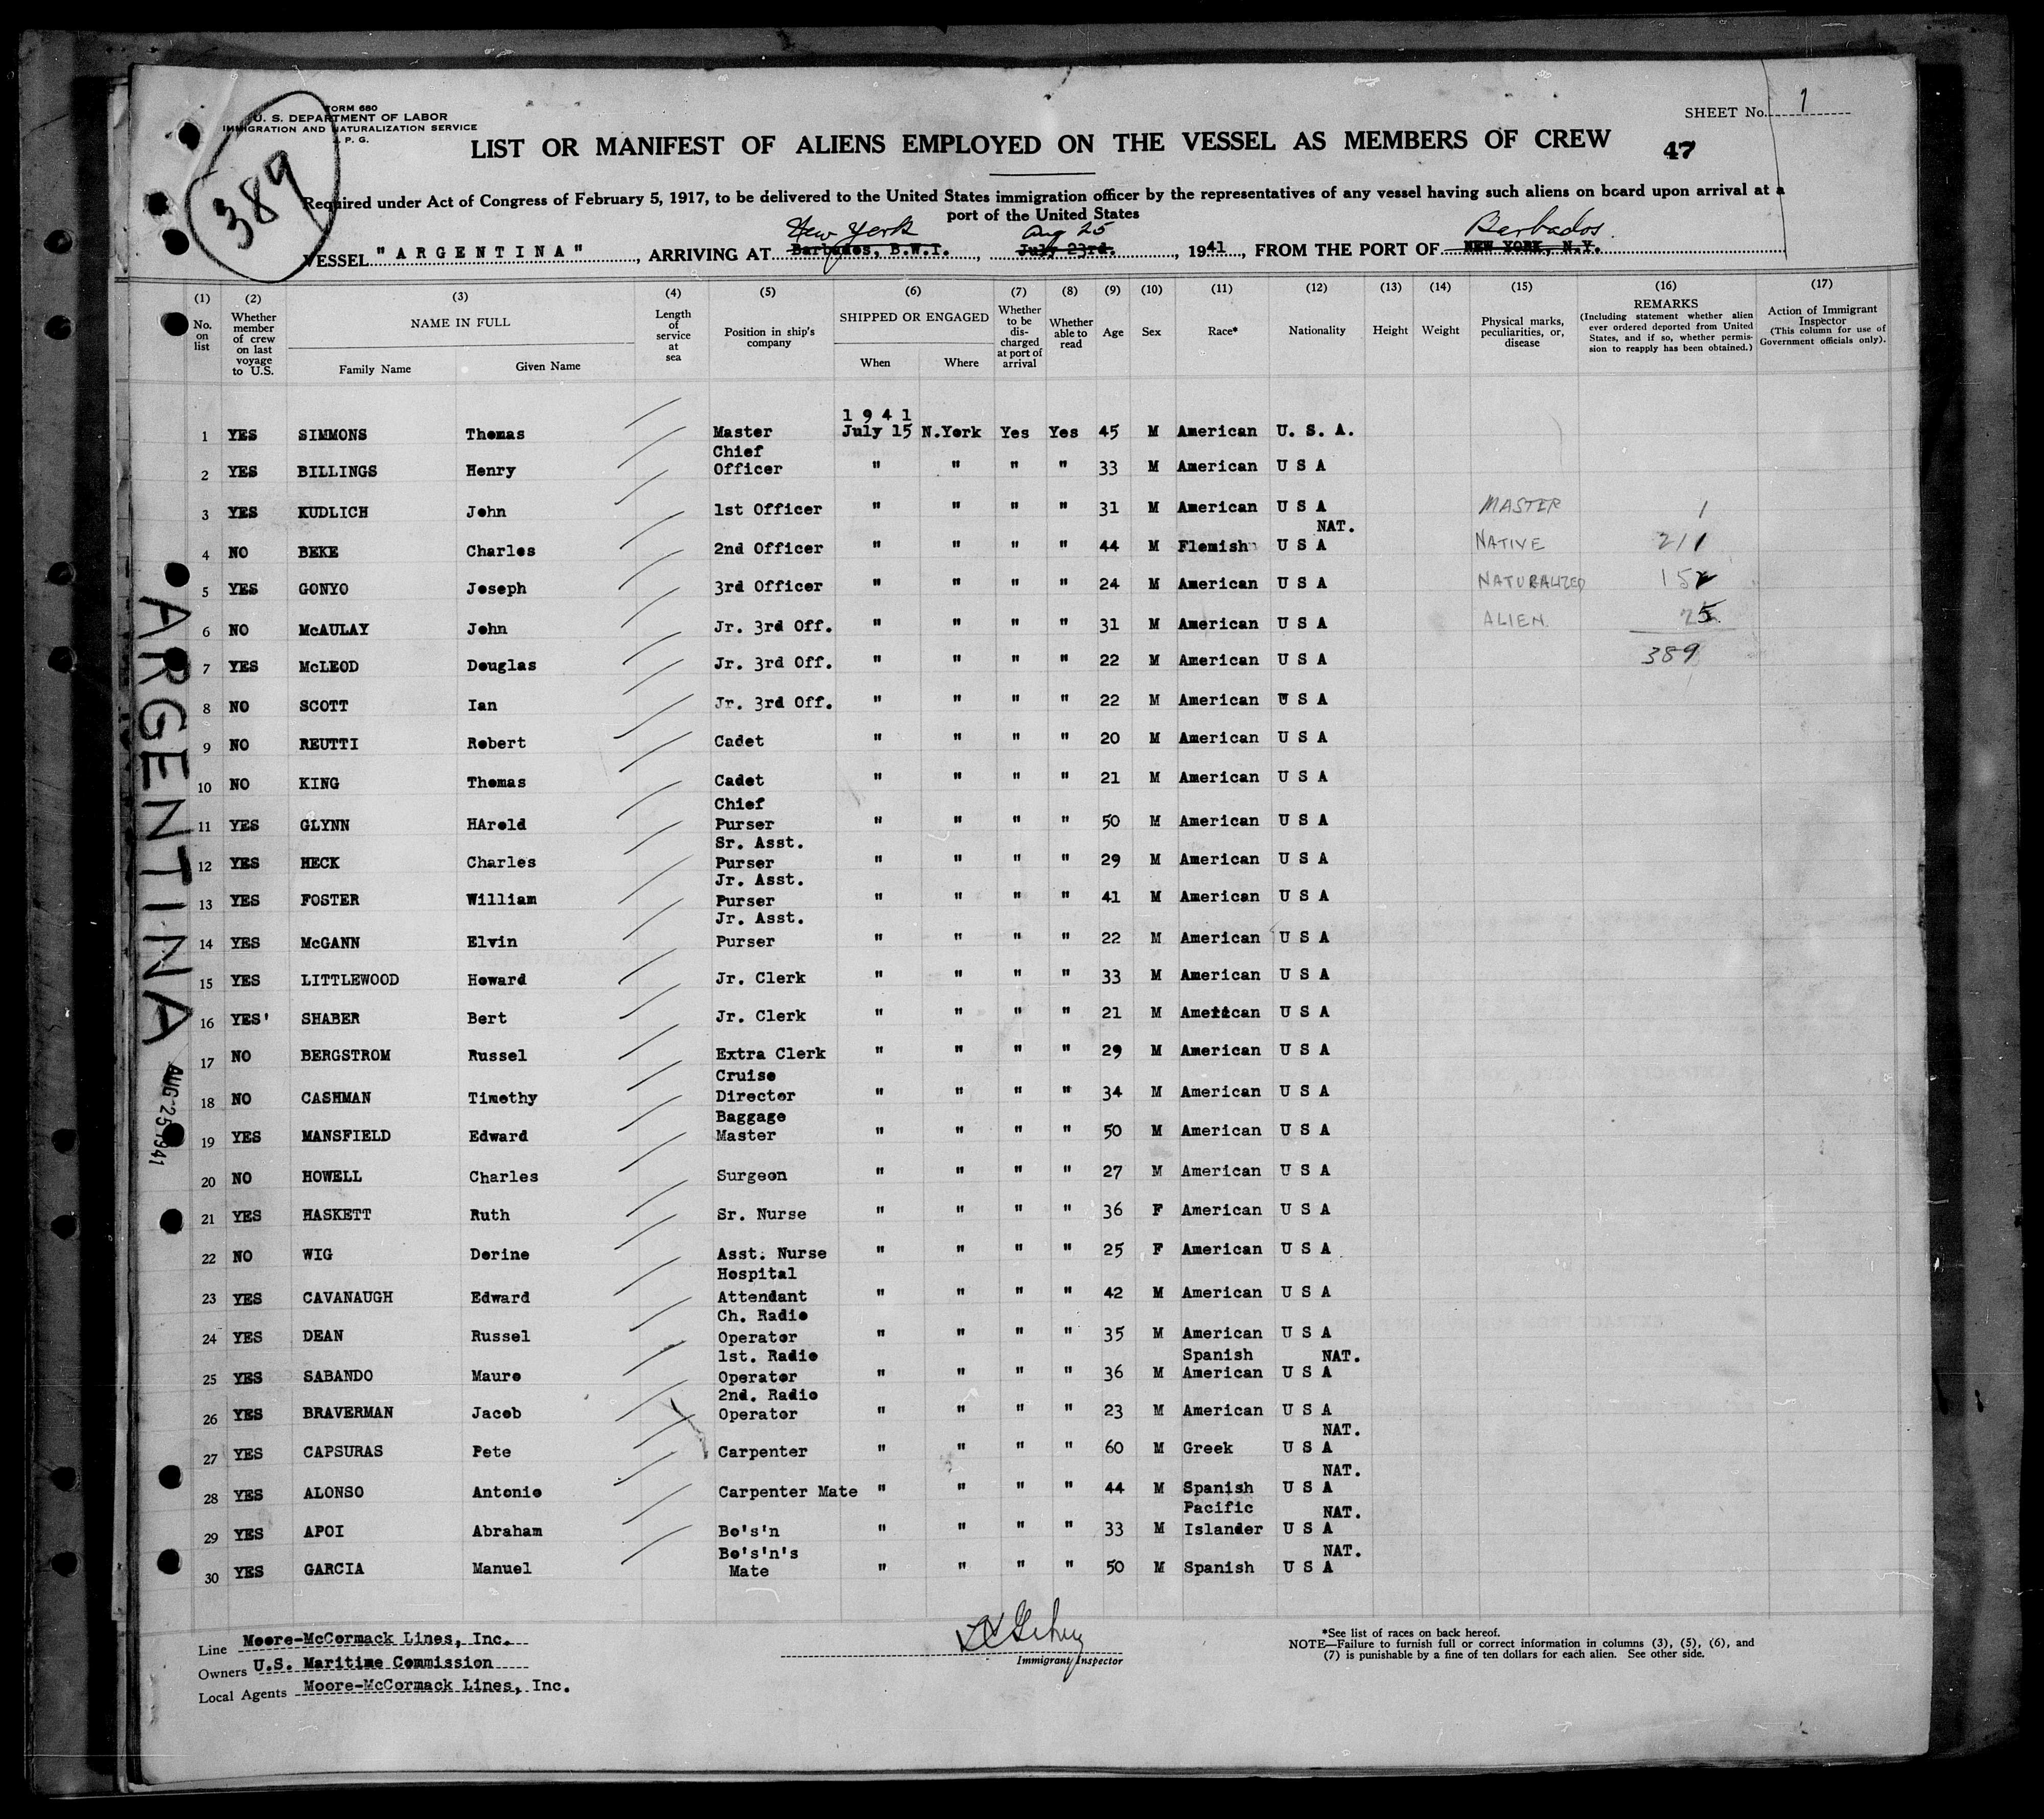 FORM 680
U. S. DEPARTMENT OF LABOR
IMMIGRATION AND NATURALIZATION SERVICE
P. G.
389
SHEET No. 1
LIST OR MANIFEST OF ALIENS EMPLOYED ON THE VESSEL AS MEMBERS OF CREW
47
Required under Act of Congress of February 5, 1917, to be delivered to the United States immigration officer by the representatives of any vessel having such aliens on board upon arrival at a
port of the United States
New York Aug 25 Barbados.
VESSEL "ARGENTINA", ARRIVING AT Barbados, B.W.I., July 23rd., 1941, FROM THE PORT OF NEW YORK, N.Y.
(1) (2) (3) (4) (5) (6) (7) (8) (9) (10) (11) (12) (13) (14) (15) (16) (17)
No. on list
Whether member of crew on last voyage to U.S.
NAME IN FULL
Family Name Given Name
Length of service at sea
Position in ship's company
SHIPPED OR ENGAGED
When Where
Whether to be discharged at port of arrival
Whether able to read
Age Sex Race* Nationality Height Weight
Physical marks, peculiarities, or, disease
REMARKS
(Including statement whether alien ever ordered deported from United States, and if so, whether permission to reapply has been obtained.)
Action of Immigrant Inspector
(This column for use of Government officials only).
1 9 4 1
1 YES SIMMONS Thomas Master July 15 N.York Yes Yes 45 M American U. S. A.
2 YES BILLINGS Henry Chief Officer " " " " 33 M American U S A
3 YES KUDLICH John 1st Officer " " " " 31 M American U S A MASTER 1
4 NO BEKE Charles 2nd Officer " " " " 44 M Flemish NAT. U S A NATIVE 211
5 YES GONYO Joseph 3rd Officer " " " " 24 M American U S A NATURALIZED 152
6 NO McAULAY John Jr. 3rd Off. " " " " 31 M American U S A ALIEN 25
7 YES McLEOD Douglas Jr. 3rd Off. " " " " 22 M American U S A 389
8 NO SCOTT Ian Jr. 3rd Off. " " " " 22 M American U S A
9 NO REUTTI Robert Cadet " " " " 20 M American U S A
10 NO KING Thomas Cadet " " " " 21 M American U S A
11 YES GLYNN HArold Chief Purser " " " " 50 M American U S A
12 YES HECK Charles Sr. Asst. Purser " " " " 29 M American U S A
13 YES FOSTER William Jr. Asst. Purser " " " " 41 M American U S A
14 YES McGANN Elvin Jr. Asst. Purser " " " " 22 M American U S A
15 YES LITTLEWOOD Howard Jr. Clerk " " " " 33 M American U S A
16 YES' SHABER Bert Jr. Clerk " " " " 21 M American U S A
17 NO BERGSTROM Russel Extra Clerk " " " " 29 M American U S A
18 NO CASHMAN Timothy Cruise Director " " " " 34 M American U S A
19 YES MANSFIELD Edward Baggage Master " " " " 50 M American U S A
20 NO HOWELL Charles Surgeon " " " " 27 M American U S A
21 YES HASKETT Ruth Sr. Nurse " " " " 36 F American U S A
22 NO WIG Dorine Asst. Nurse " " " " 25 F American U S A
23 YES CAVANAUGH Edward Hospital Attendant " " " " 42 M American U S A
24 YES DEAN Russel Ch. Radio Operator " " " " 35 M American U S A
25 YES SABANDO Mauro 1st. Radio Operator " " " " 36 M Spanish American NAT. U S A
26 YES BRAVERMAN Jacob 2nd. Radio Operator " " " " 23 M American U S A
27 YES CAPSURAS Pete Carpenter " " " " 60 M Greek NAT. U S A
28 YES ALONSO Antonio Carpenter Mate " " " " 44 M Spanish NAT. U S A
29 YES APOI Abraham Bo's'n " " " " 33 M Pacific Islander NAT. U S A
30 YES GARCIA Manuel Bo's'n's Mate " " " " 50 M Spanish NAT. U S A
ARGENTINA
AUG 25 1941
Line Moore-McCormack Lines, Inc.
Owners U.S. Maritime Commission
Local Agents Moore-McCormack Lines, Inc.
Immigrant Inspector
*See list of races on back hereof.
NOTE—Failure to furnish full or correct information in columns (3), (5), (6), and
(7) is punishable by a fine of ten dollars for each alien. See other side.